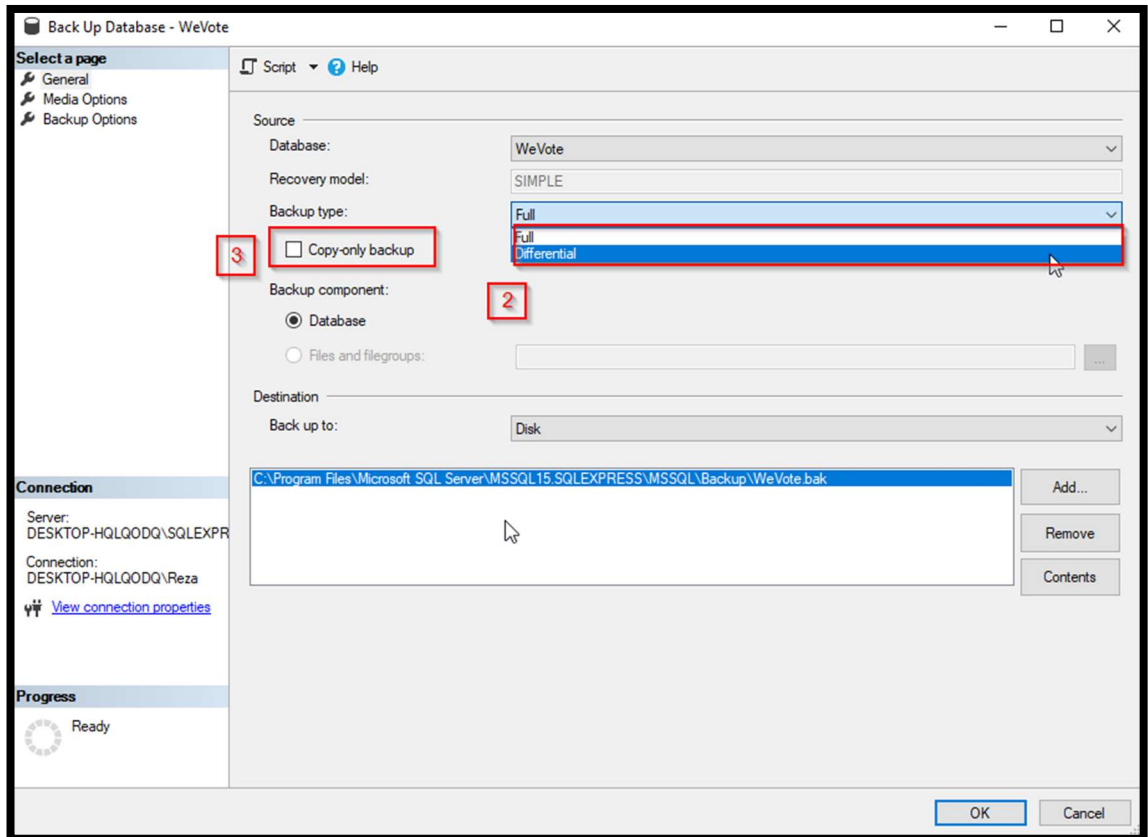 Back Up Database - WeVote
Select a page
General
Media Options
Backup Options
Script
Help
Source
Database:
WeVote
Recovery model:
SIMPLE
Backup type:
Full
Full
Differential
3
Copy-only backup
2
Backup component:
Database
Files and filegroups:
...
Destination
Back up to:
Disk
C:\Program Files\Microsoft SQL Server\MSSQL15.SQLEXPRESS\MSSQL\Backup\WeVote.bak
Add...
Remove
Contents
Connection
Server:
DESKTOP-HQLQODQ\SQLEXPR
Connection:
DESKTOP-HQLQODQ\Reza
View connection properties
Progress
Ready
OK
Cancel